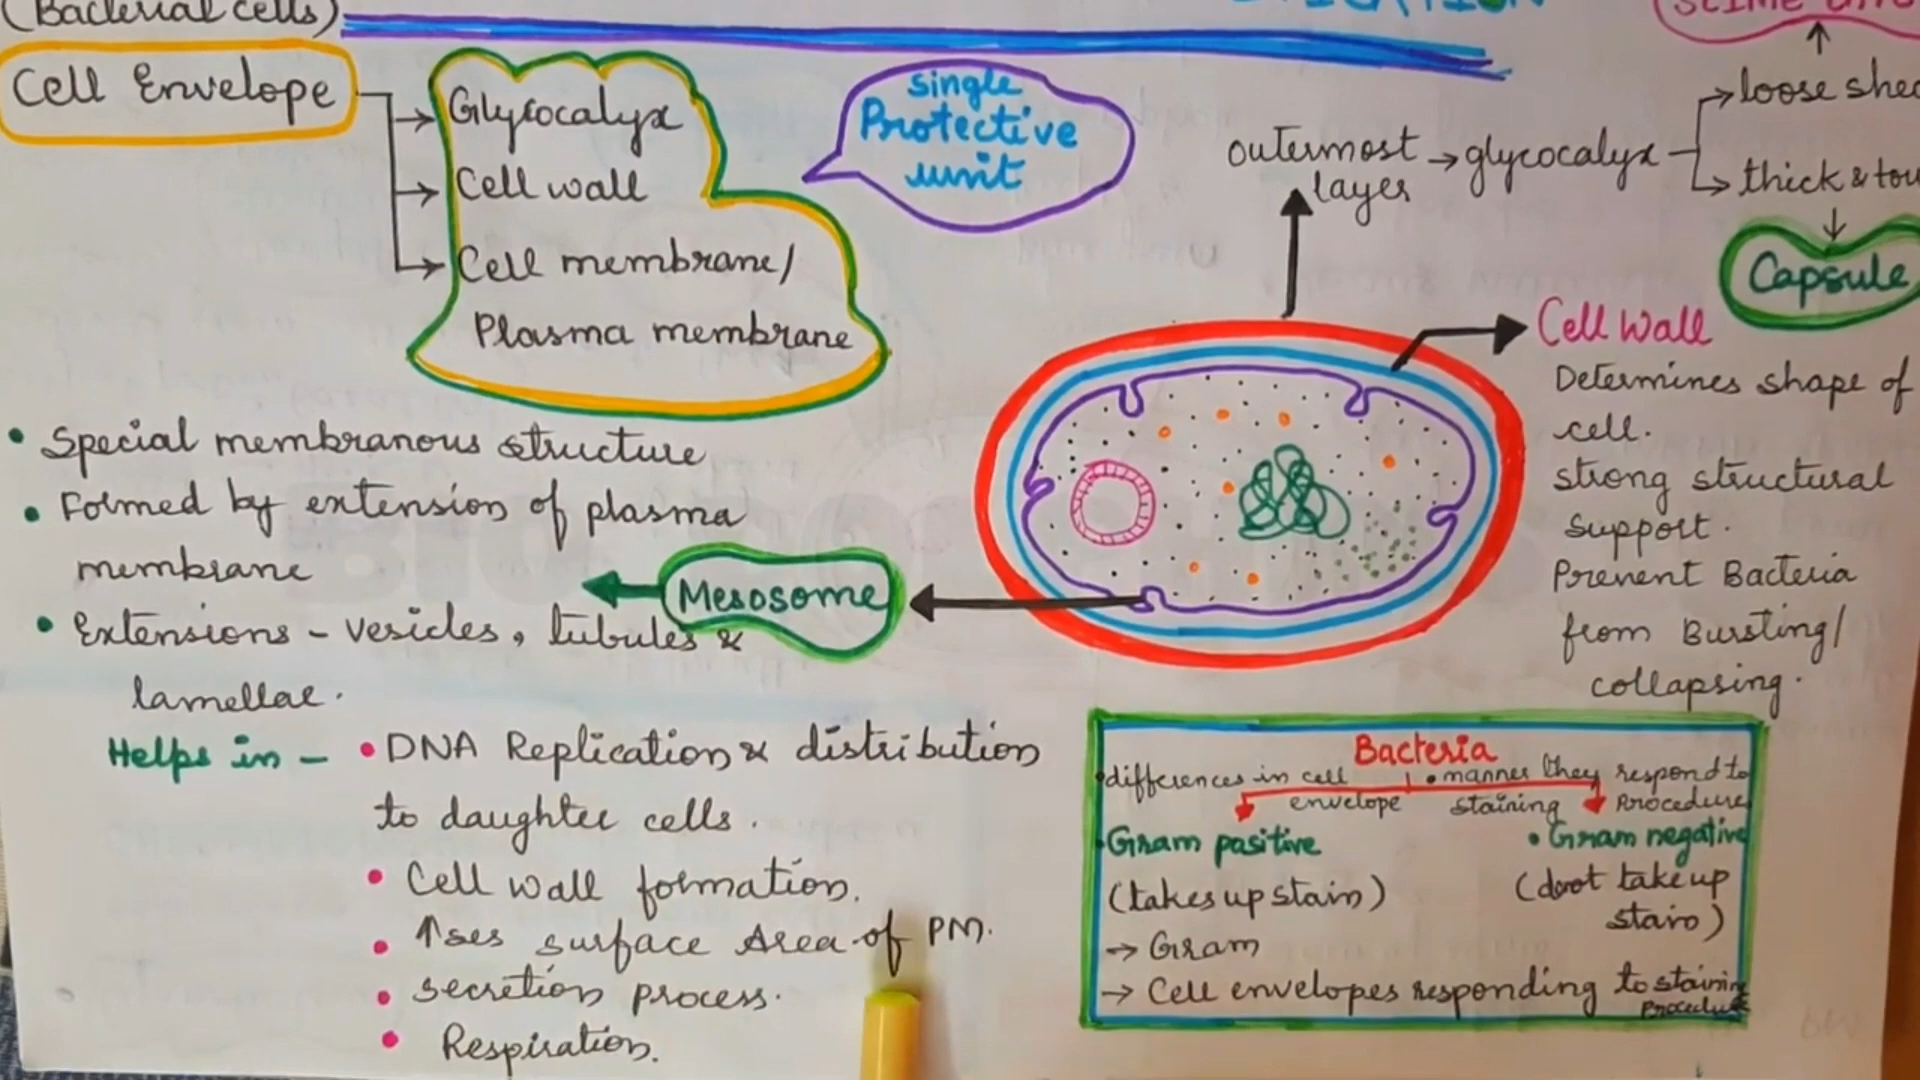 (Bacterial cells)
Cell Envelope
Glycocalyx
Cell wall
Cell membrane/
Plasma membrane
single
Protective
unit
outermost
layer
glycocalyx
loose
thick &
Capsule
Cell Wall
Determines shape of
cell.
strong structural
support.
Prevent Bacteria
from Bursting/
collapsing.
• Special membranous structure
• Formed by extension of plasma
membrane
• Extensions - vesicles, tubules &
lamellae.
Mesosome
Helps in - • DNA Replication & distribution
to daughter cells.
• Cell wall formation.
• ↑ses surface Area of PM.
• secretion process.
• Respiration.
Bacteria
• differences in cell
envelope
• manner they respond to
staining Procedure
• Gram positive
(takes up stain)
• Gram negative
(donot take up
stain)
→ Gram
→ Cell envelopes responding to staining
Procedure